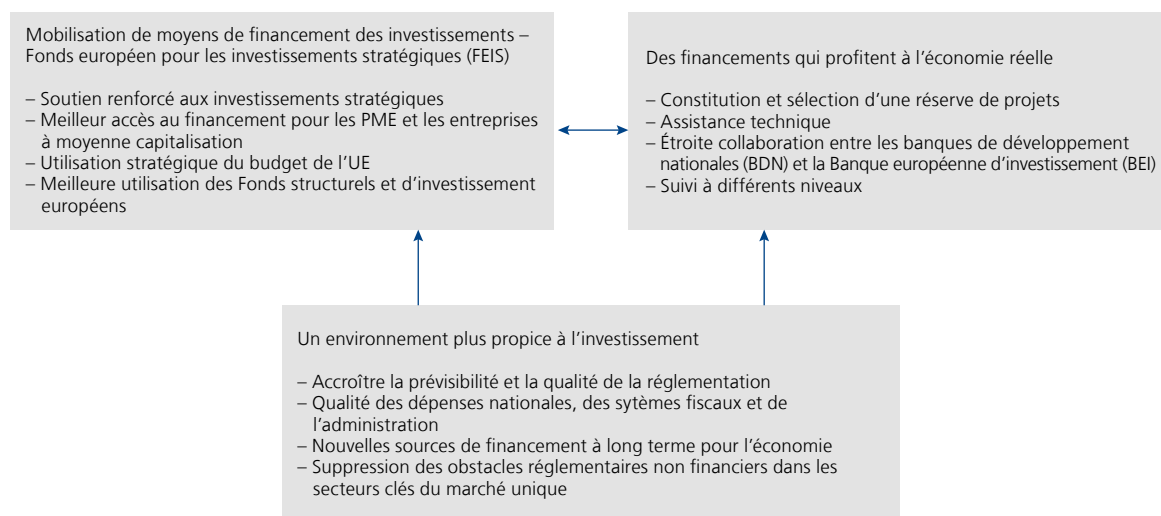 Mobilisation de moyens de financement des investissements –
Fonds européen pour les investissements stratégiques (FEIS)
– Soutien renforcé aux investissements stratégiques
– Meilleur accès au financement pour les PME et les entreprises
à moyenne capitalisation
– Utilisation stratégique du budget de l’UE
– Meilleure utilisation des Fonds structurels et d’investissement
européens
Des financements qui profitent à l’économie réelle
– Constitution et sélection d’une réserve de projets
– Assistance technique
– Étroite collaboration entre les banques de développement
nationales (BDN) et la Banque européenne d’investissement (BEI)
– Suivi à différents niveaux
Un environnement plus propice à l’investissement
– Accroître la prévisibilité et la qualité de la réglementation
– Qualité des dépenses nationales, des sytèmes fiscaux et de
l’administration
– Nouvelles sources de financement à long terme pour l’économie
– Suppression des obstacles réglementaires non financiers dans les
secteurs clés du marché unique